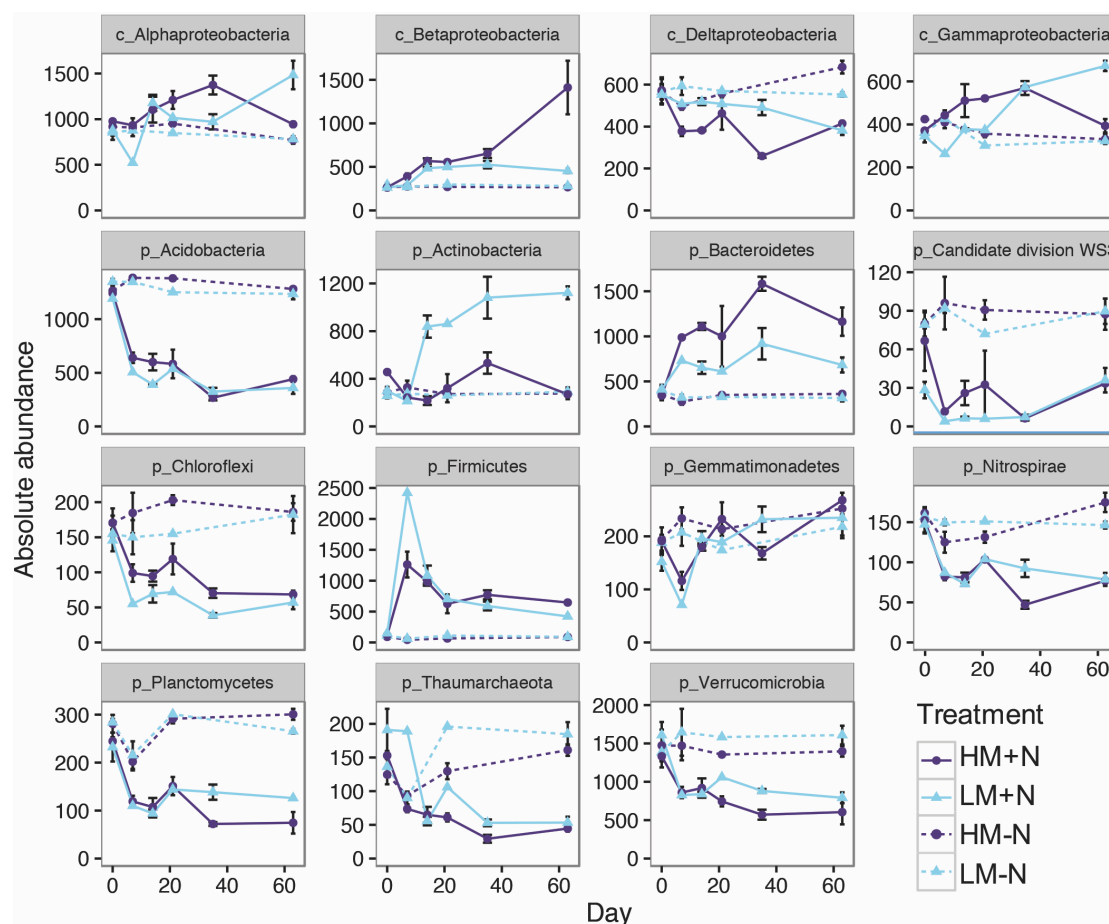 c_Alphaproteobacteria c_Betaproteobacteria c_Deltaproteobacteria c_Gammaproteobacteria
1500 1000 500 0
1500 1000 500 0
600 400 200 0
600 400 200 0
p_Acidobacteria p_Actinobacteria p_Bacteroidetes p_Candidate division WS3
1000 500 0
1200 800 400 0
1500 1000 500 0
120 90 60 30 0
p_Chloroflexi p_Firmicutes p_Gemmatimonadetes p_Nitrospirae
200 150 100 50 0
2500 2000 1500 1000 500 0
200 100 0
150 100 50 0
0 20 40 60
p_Planctomycetes p_Thaumarchaeota p_Verrucomicrobia
300 200 100 0
200 150 100 50 0
2000 1500 1000 500 0
0 20 40 60
0 20 40 60
0 20 40 60
Absolute abundance
Day
Treatment
HM+N
LM+N
HM-N
LM-N